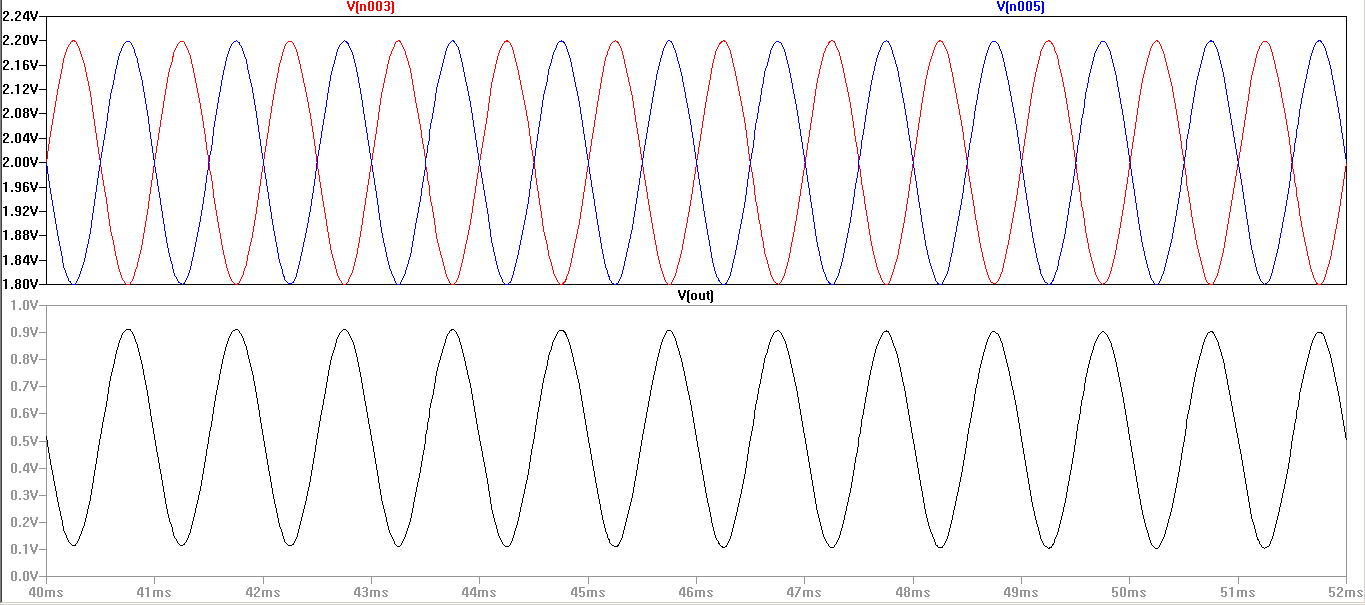 V(n003) V(n005)
2.24V
2.20V
2.16V
2.12V
2.08V
2.04V
2.00V
1.96V
1.92V
1.88V
1.84V
1.80V
V(out)
1.0V
0.9V
0.8V
0.7V
0.6V
0.5V
0.4V
0.3V
0.2V
0.1V
0.0V
40ms 41ms 42ms 43ms 44ms 45ms 46ms 47ms 48ms 49ms 50ms 51ms 52ms